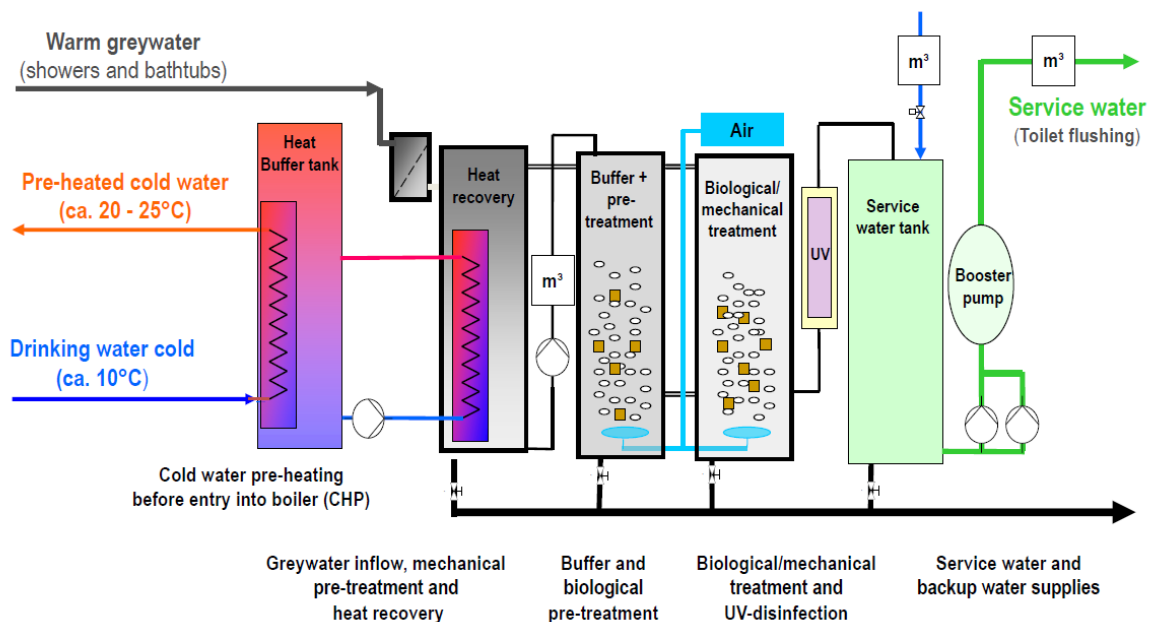 Warm greywater
(showers and bathtubs)
Heat
Buffer tank
Pre-heated cold water
(ca. 20 - 25°C)
Drinking water cold
(ca. 10°C)
Cold water pre-heating
before entry into boiler (CHP)
Heat
recovery
m³
Buffer +
pre-
treatment
Air
Biological/
mechanical
treatment
UV
m³
Service
water tank
m³
Service water
(Toilet flushing)
Booster
pump
Greywater inflow, mechanical
pre-treatment and
heat recovery
Buffer and
biological
pre-treatment
Biological/mechanical
treatment and
UV-disinfection
Service water and
backup water supplies